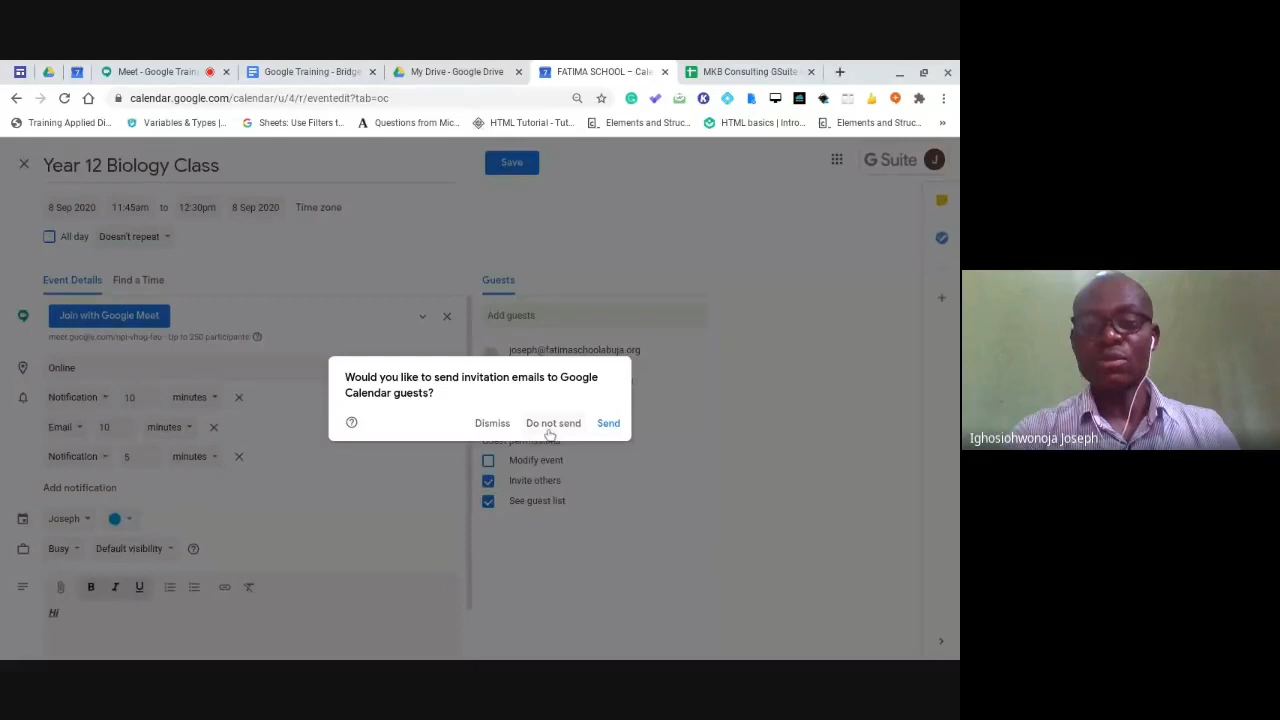 Meet - Google Train
Google Training - Bridge
My Drive - Google Drive
FATIMA SCHOOL – Cale
MKB Consulting GSuite
calendar.google.com/calendar/u/4/r/eventedit?tab=oc
Training Applied Di...
Variables & Types |...
Sheets: Use Filters t...
Questions from Mic...
HTML Tutorial - Tut...
Elements and Struc...
HTML basics | Intro...
Elements and Struc...
Year 12 Biology Class
Save
G Suite
J
8 Sep 2020 11:45am to 12:30pm 8 Sep 2020 Time zone
All day Doesn't repeat
Event Details Find a Time
Guests
Join with Google Meet
Add guests
Up to 250 participants
joseph@fatimaschoolabuja.org
Online
Would you like to send invitation emails to Google
Calendar guests?
Dismiss Do not send Send
Notification 10 minutes
Email 10 minutes
Notification 5 minutes
Add notification
Guest permissions
Modify event
Invite others
See guest list
Joseph
Busy Default visibility
B I U
Hi
Ighosiohwonoja Joseph